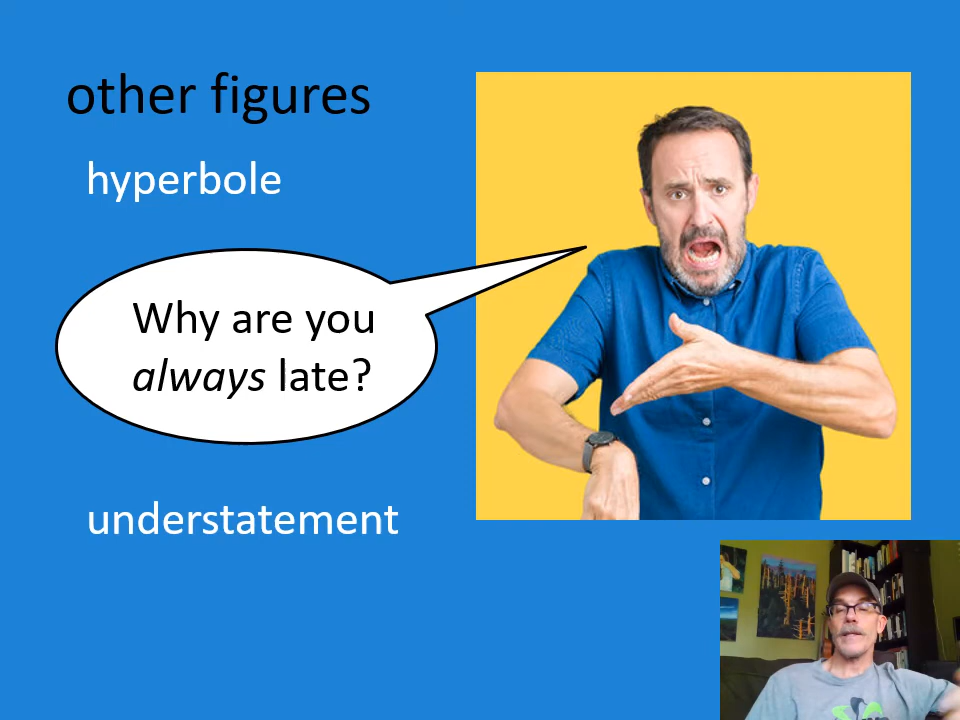 other figures
hyperbole
Why are you
always late?
understatement